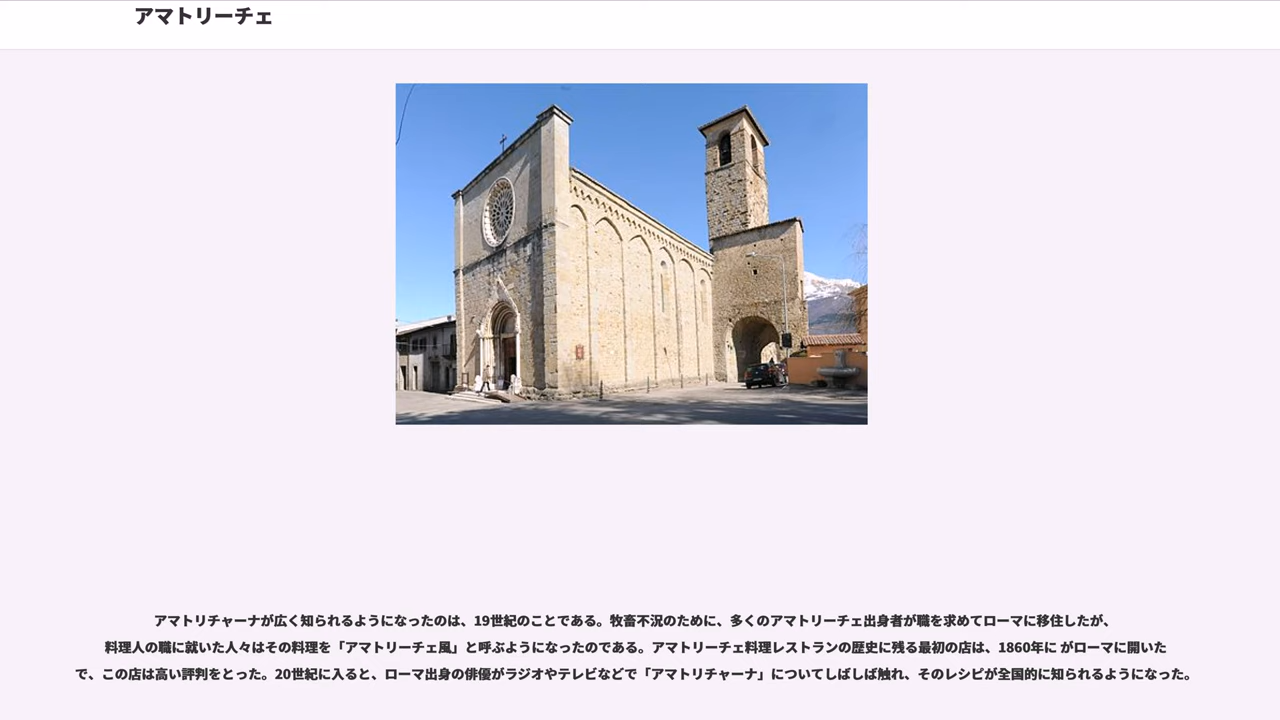 アマトリーチェ
アマトリチャーナが広く知られるようになったのは、19世紀のことである。牧畜不況のために、多くのアマトリーチェ出身者が職を求めてローマに移住したが、
料理人の職に就いた人々はその料理を「アマトリーチェ風」と呼ぶようになったのである。アマトリーチェ料理レストランの歴史に残る最初の店は、1860年に がローマに開いた
で、この店は高い評判をとった。20世紀に入ると、ローマ出身の俳優がラジオやテレビなどで「アマトリチャーナ」についてしばしば触れ、そのレシピが全国的に知られるようになった。